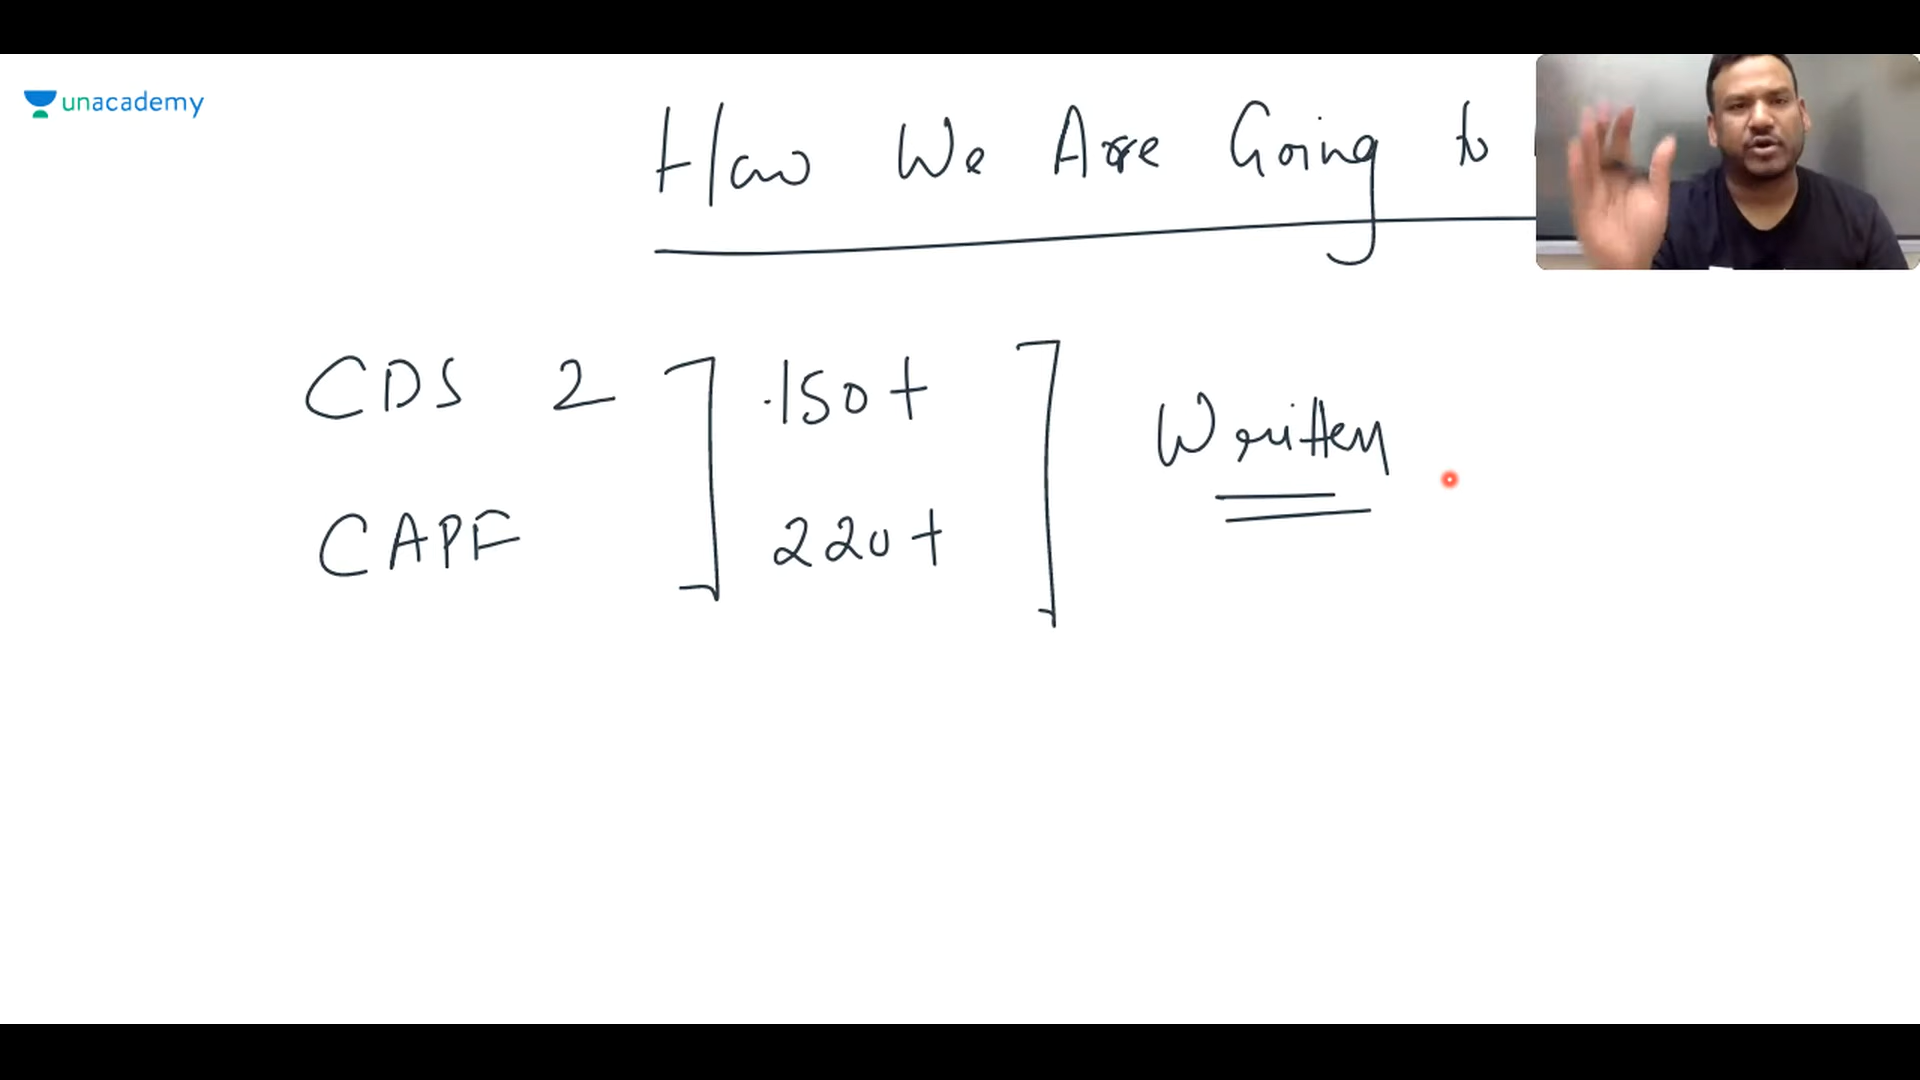 unacademy
How We Are Going to
CDS 2 150+
CAPF 220+
Written